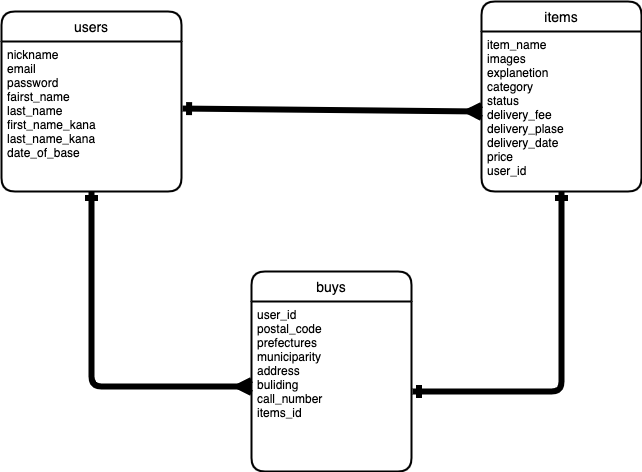 users
nickname
email
password
fairst_name
last_name
first_name_kana
last_name_kana
date_of_base
items
item_name
images
explanetion
category
status
delivery_fee
delivery_plase
delivery_date
price
user_id
buys
user_id
postal_code
prefectures
municiparity
address
buliding
call_number
items_id